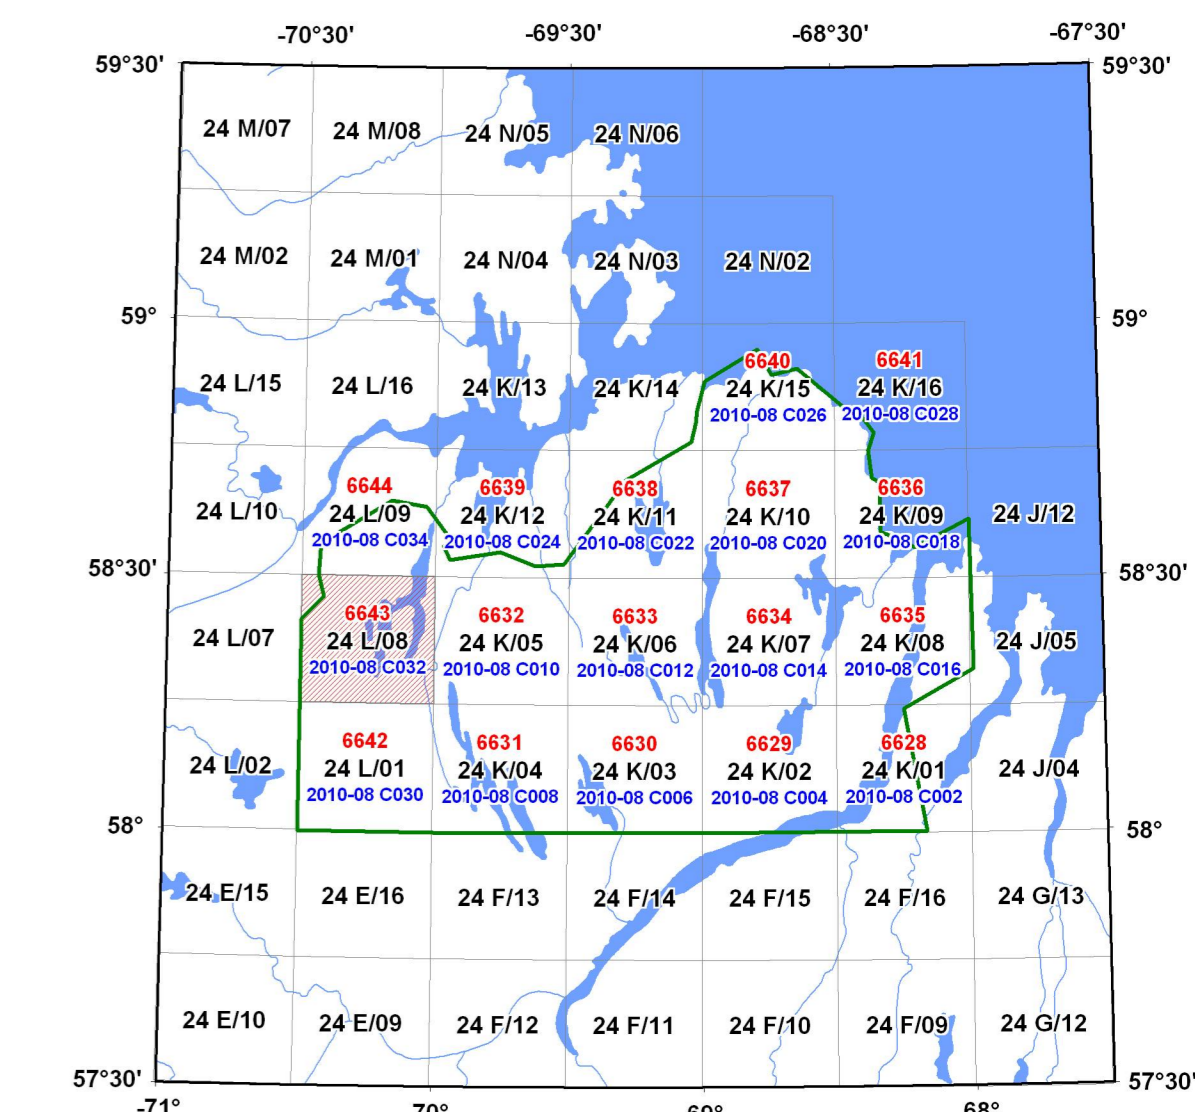 -70°30' -69°30' -68°30' -67°30'
59°30' 59°30'
24 M/07 24 M/08 24 N/05 24 N/06
24 M/02 24 M/01 24 N/04 24 N/03 24 N/02
59° 59°
6640 6641
24 L/15 24 L/16 24 K/13 24 K/14 24 K/15 24 K/16
2010-08 C026 2010-08 C028
6644 6639 6638 6637 6636
24 L/10 24 L/09 24 K/12 24 K/11 24 K/10 24 K/09 24 J/12
2010-08 C034 2010-08 C024 2010-08 C022 2010-08 C020 2010-08 C018
58°30' 58°30'
6643 6632 6633 6634 6635
24 L/07 24 L/08 24 K/05 24 K/06 24 K/07 24 K/08 24 J/05
2010-08 C032 2010-08 C010 2010-08 C012 2010-08 C014 2010-08 C016
6642 6631 6630 6629 6628
24 L/02 24 L/01 24 K/04 24 K/03 24 K/02 24 K/01 24 J/04
2010-08 C030 2010-08 C008 2010-08 C006 2010-08 C004 2010-08 C002
58° 58°
24 E/15 24 E/16 24 F/13 24 F/14 24 F/15 24 F/16 24 G/13
24 E/10 24 E/09 24 F/12 24 F/11 24 F/10 24 F/09 24 G/12
57°30' 57°30'
-71° -70° -69° -68°